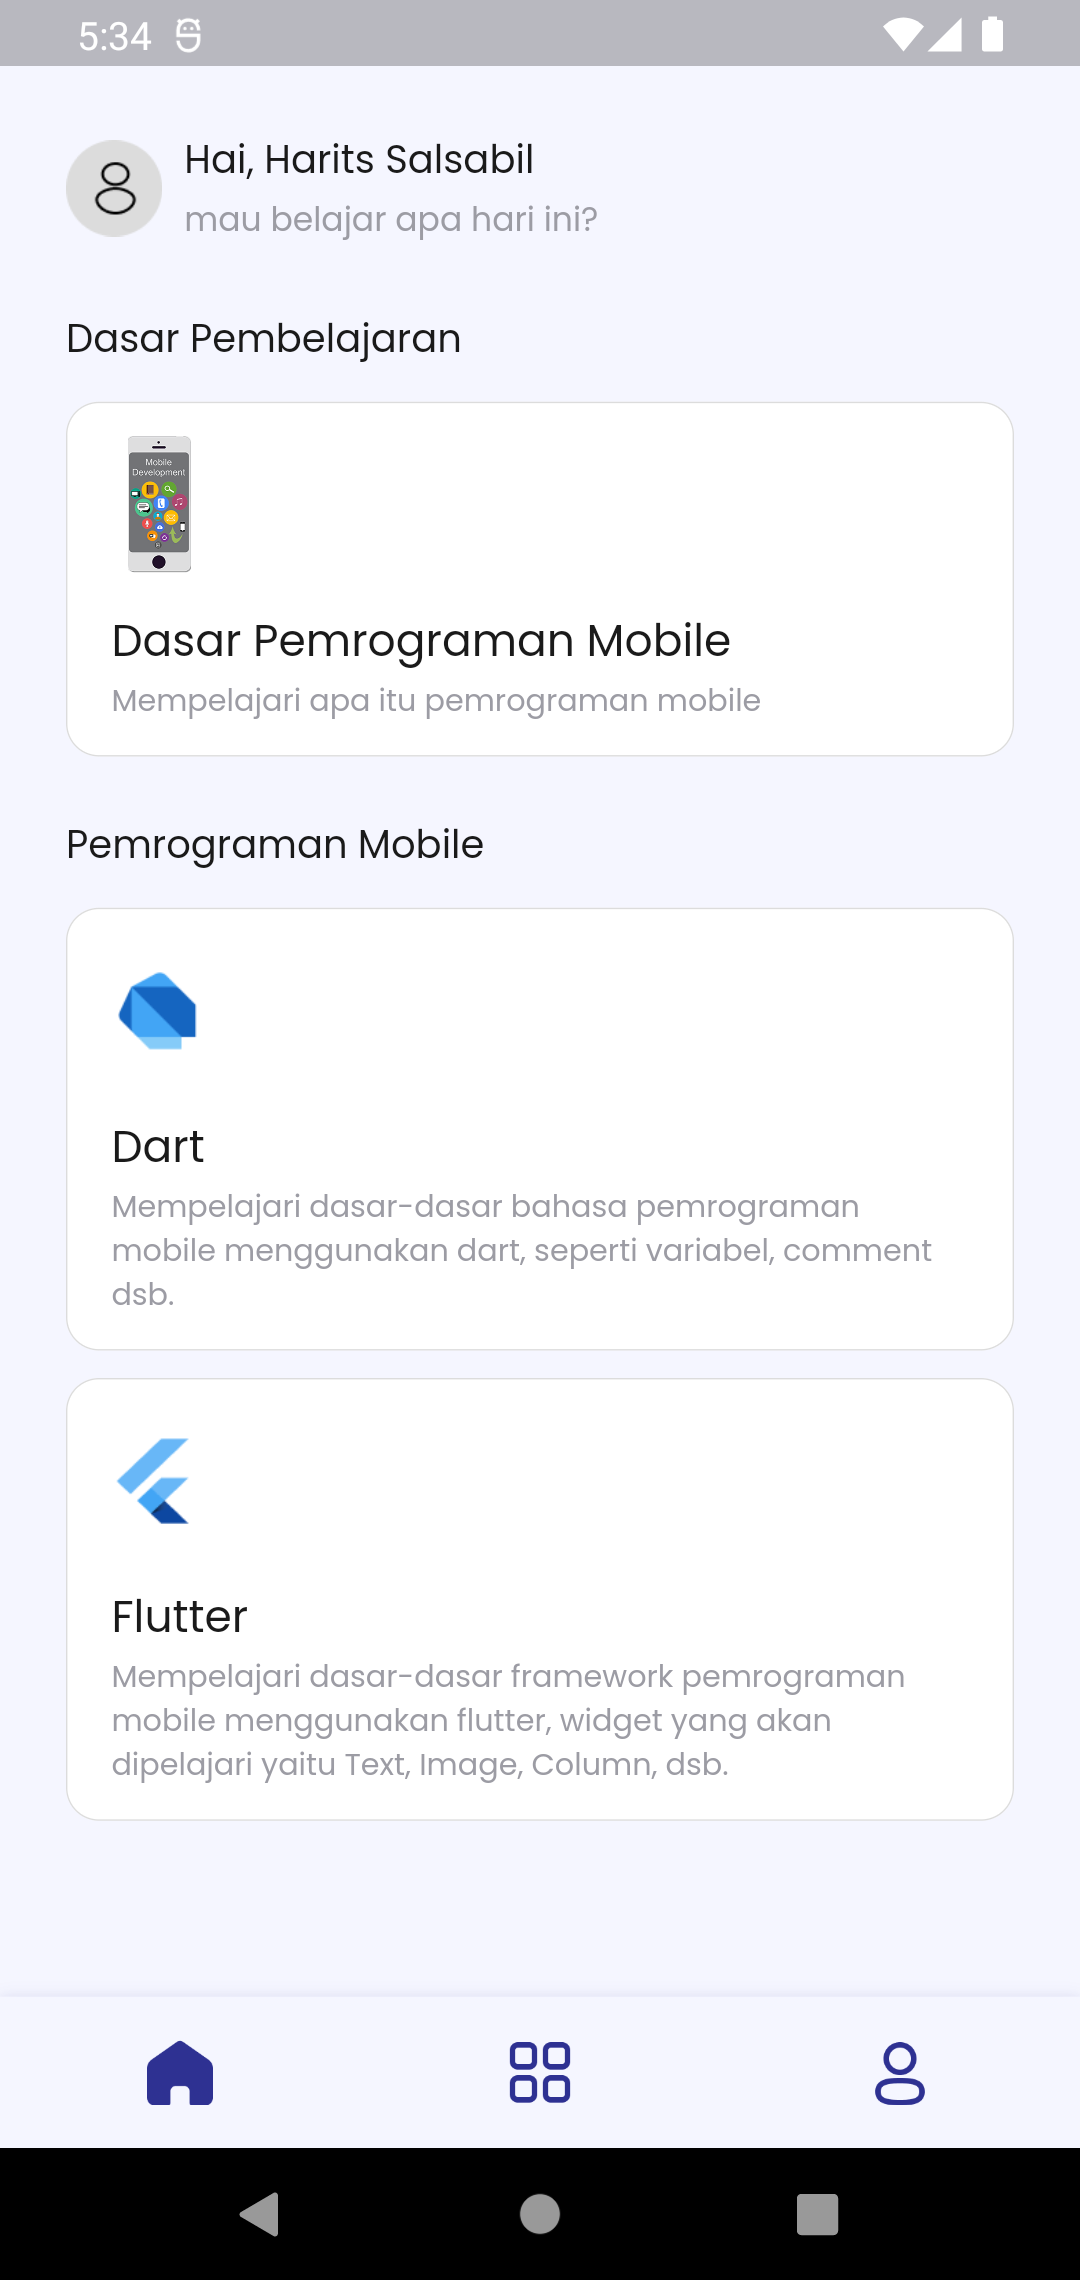 5:34
Hai, Harits Salsabil
mau belajar apa hari ini?
Dasar Pembelajaran
Mobile
Development
Dasar Pemrograman Mobile
Mempelajari apa itu pemrograman mobile
Pemrograman Mobile
Dart
Mempelajari dasar-dasar bahasa pemrograman
mobile menggunakan dart, seperti variabel, comment
dsb.
Flutter
Mempelajari dasar-dasar framework pemrograman
mobile menggunakan flutter, widget yang akan
dipelajari yaitu Text, Image, Column, dsb.